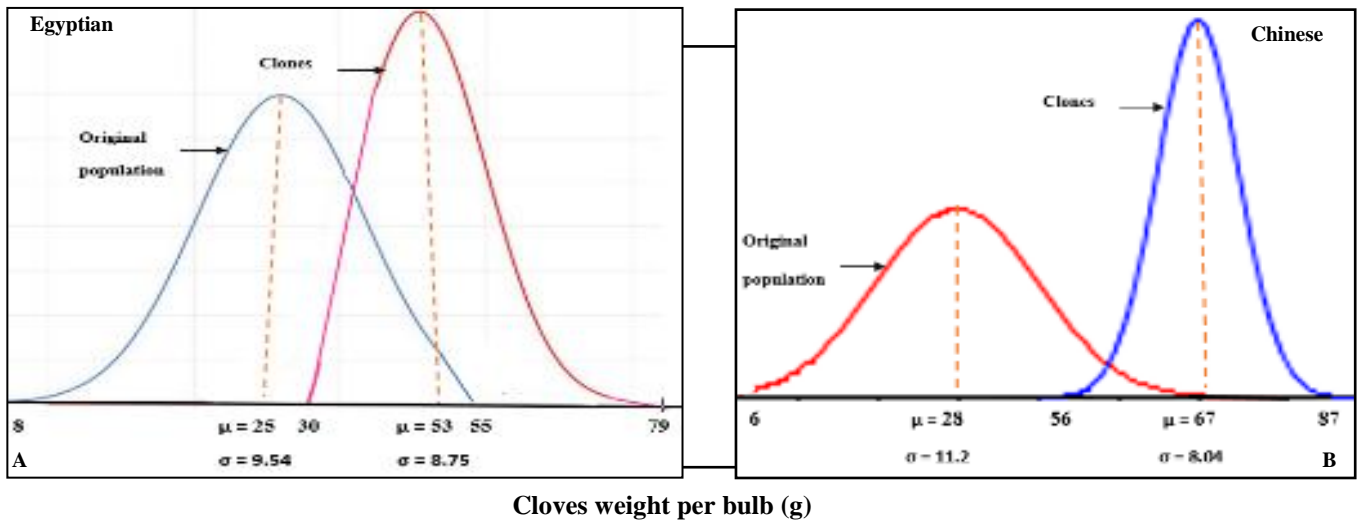 Egyptian
Clones
Original
population
8
μ = 25
30
μ = 53
55
79
σ = 9.54
σ = 8.75
A
Chinese
Clones
Original
population
6
μ = 28
56
μ = 67
87
σ – 11.2
σ – 8.04
B
Cloves weight per bulb (g)